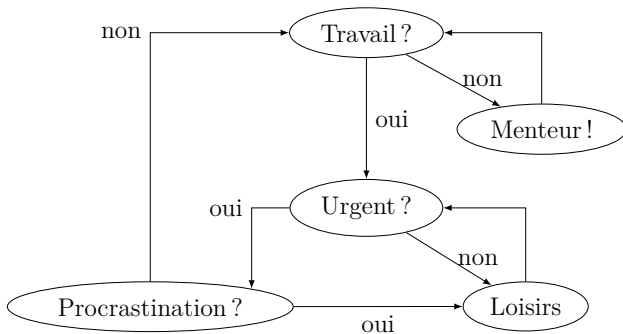 non
Travail ?
non
Menteur !
oui
Urgent ?
oui
non
Procrastination ?
Loisirs
oui